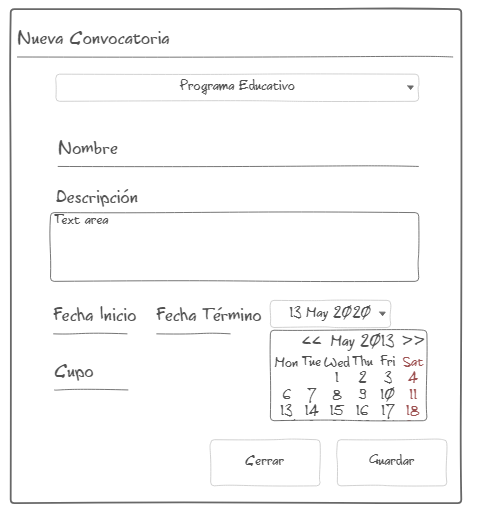 Nueva Convocatoria
Programa Educativo
Nombre
Descripción
Text area
Fecha Inicio Fecha Término 13 May 2020
<< May 2013 >>
Mon Tue Wed Thu Fri Sat
1 2 3 4
6 7 8 9 10 11
13 14 15 16 17 18
Cupo
Cerrar Guardar